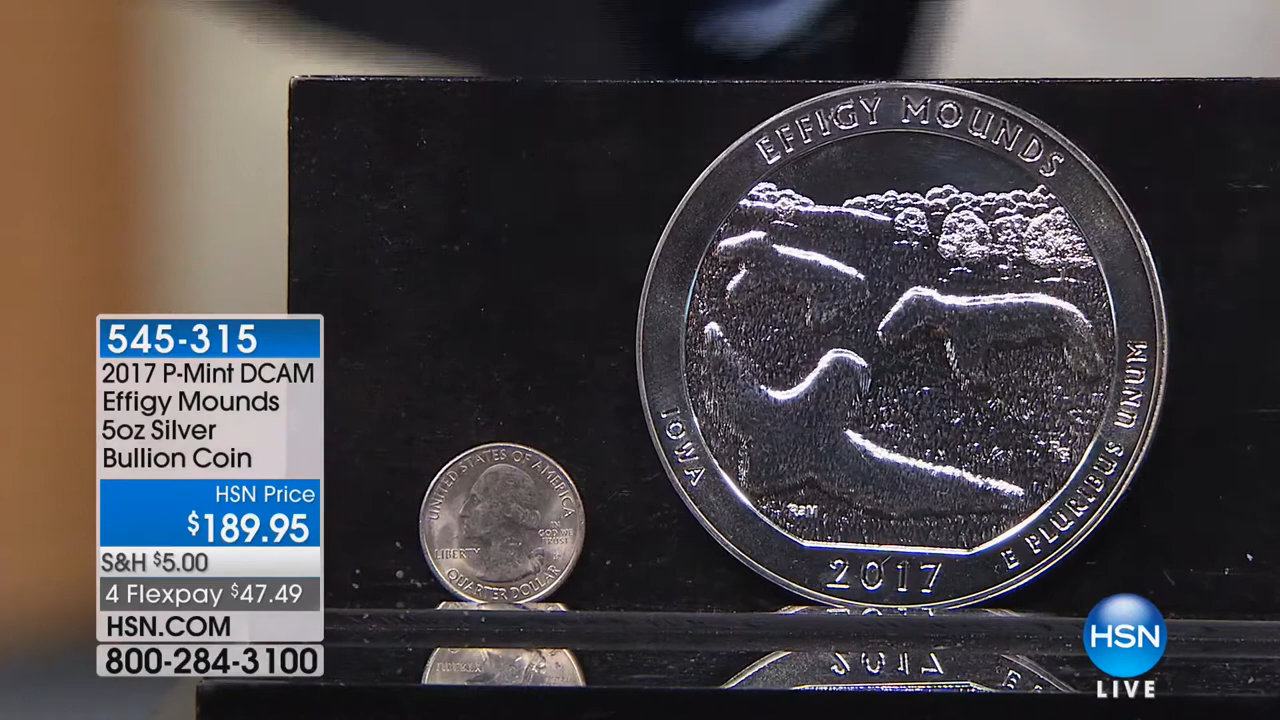 545-315
2017 P-Mint DCAM
Effigy Mounds
5oz Silver
Bullion Coin
HSN Price
$189.95
S&H $5.00
4 Flexpay $47.49
HSN.COM
800-284-3100
UNITED STATES OF AMERICA
LIBERTY
IN
GOD WE
TRUST
QUARTER DOLLAR
EFFIGY MOUNDS
IOWA
2017
E PLURIBUS UNUM
HSN
LIVE